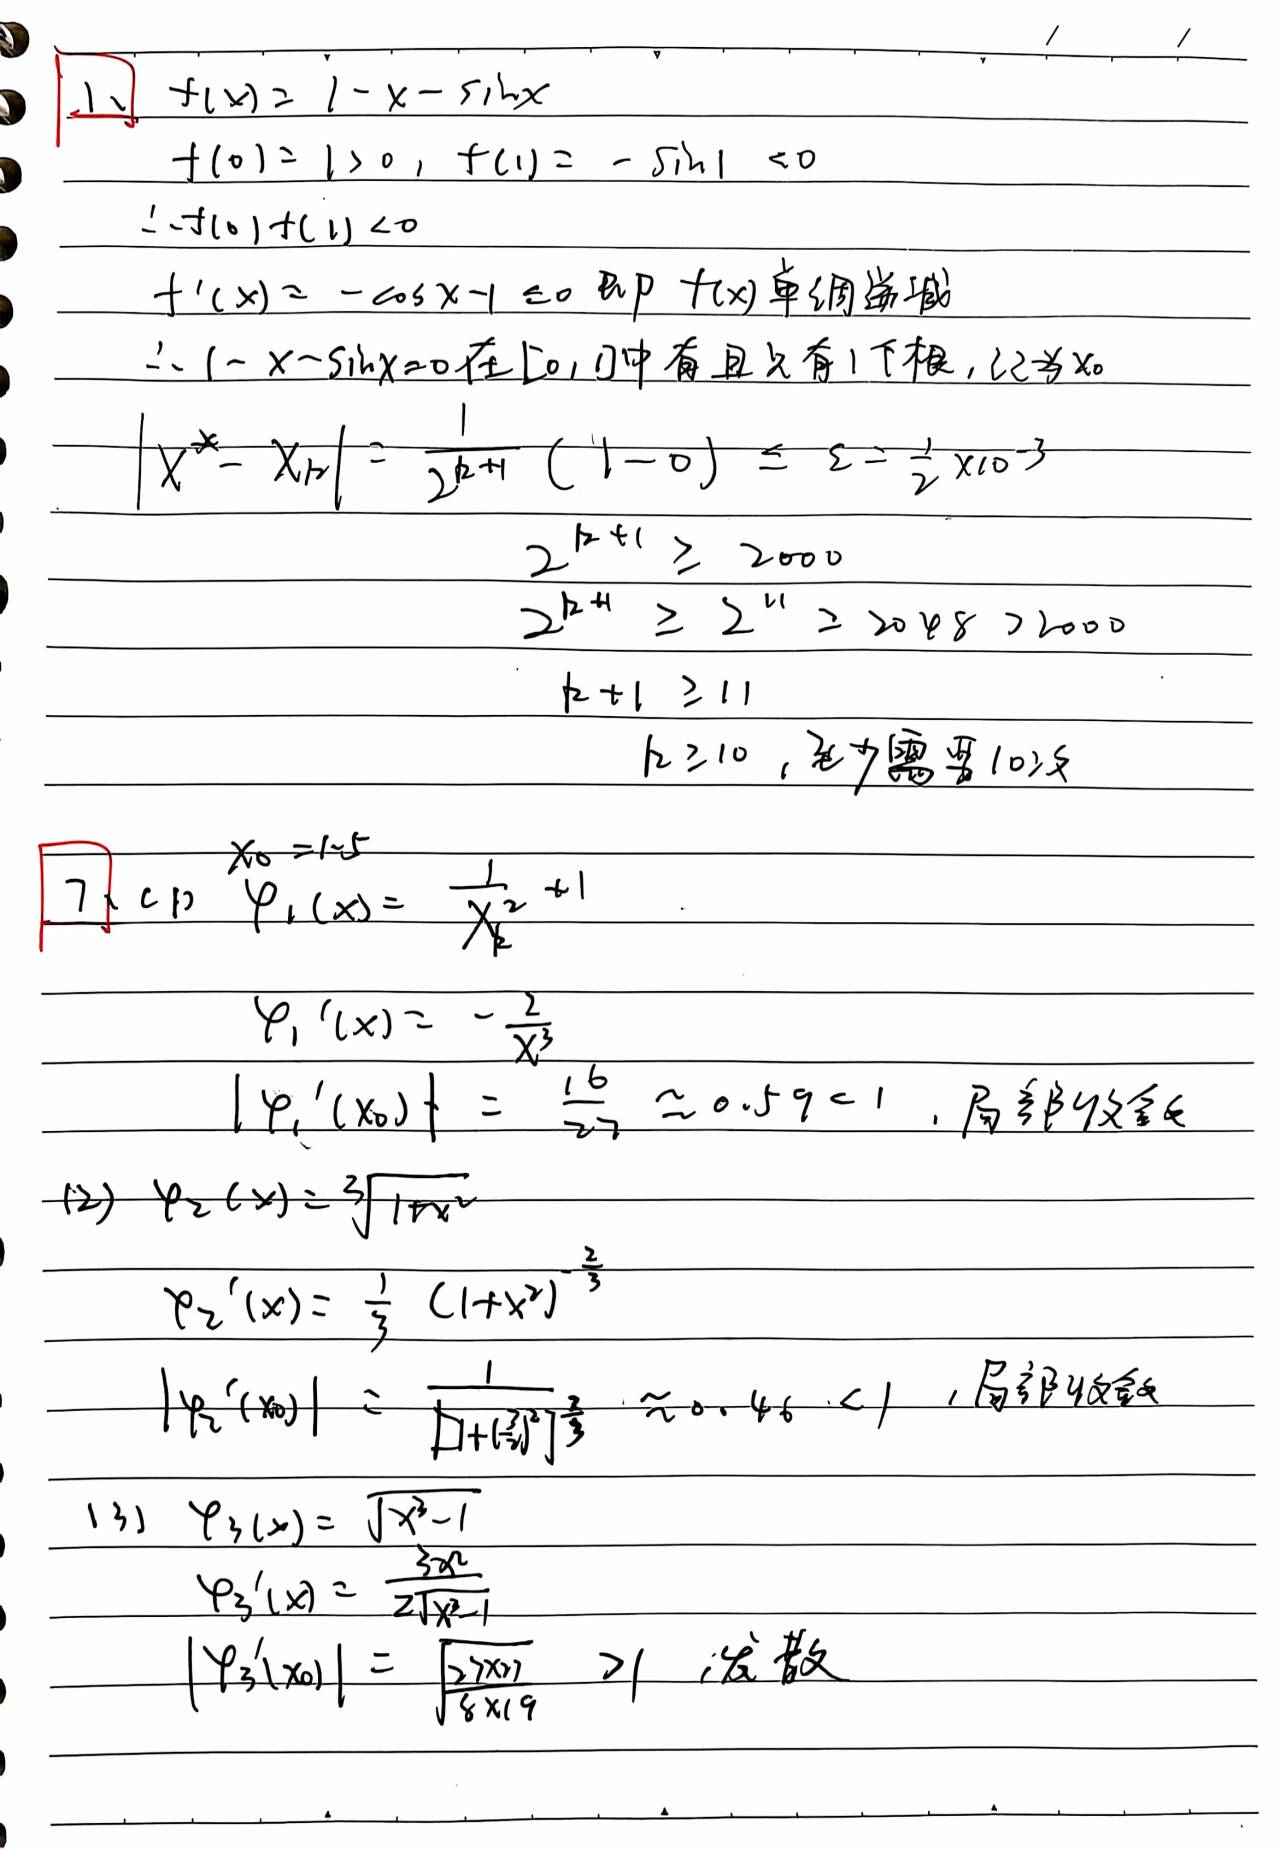 1、 f(x) = 1-x-sinx
f(0) = 1>0, f(1) = -sin1 <0
∴ f(0)f(1)<0
f'(x) = -cosx-1 ≤0 即 f(x)单调递减
∴ 1-x-sinx=0在[0,1]中有且只有1个根,记为x₀
|x*-xₖ| = 1/2^(k+1) (1-0) ≤ ε = 1/2 ×10^-3
2^(k+1) ≥ 2000
2^(k+1) ≥ 2^11 ≥ 2048 > 2000
k+1 ≥ 11
k≥10, 至少需要10次
x₀ =1.5
7、(1) φ₁(x)= 1/xₖ² +1
φ₁'(x) = -2/x³
|φ₁'(x₀)| = 16/27 ≈0.59<1, 局部收敛
(2) φ₂(x)=∛(1+x²)
φ₂'(x)= 1/3 (1+x²)^(-2/3)
|φ₂'(x₀)| = 1/[1+(3/2)²]^(2/3) ≈0.46<1, 局部收敛
(3) φ₃(x)= √(x³-1)
φ₃'(x) = 3x²/(2√(x³-1))
|φ₃'(x₀)| = √((27×27)/(8×19)) >1 ,发散